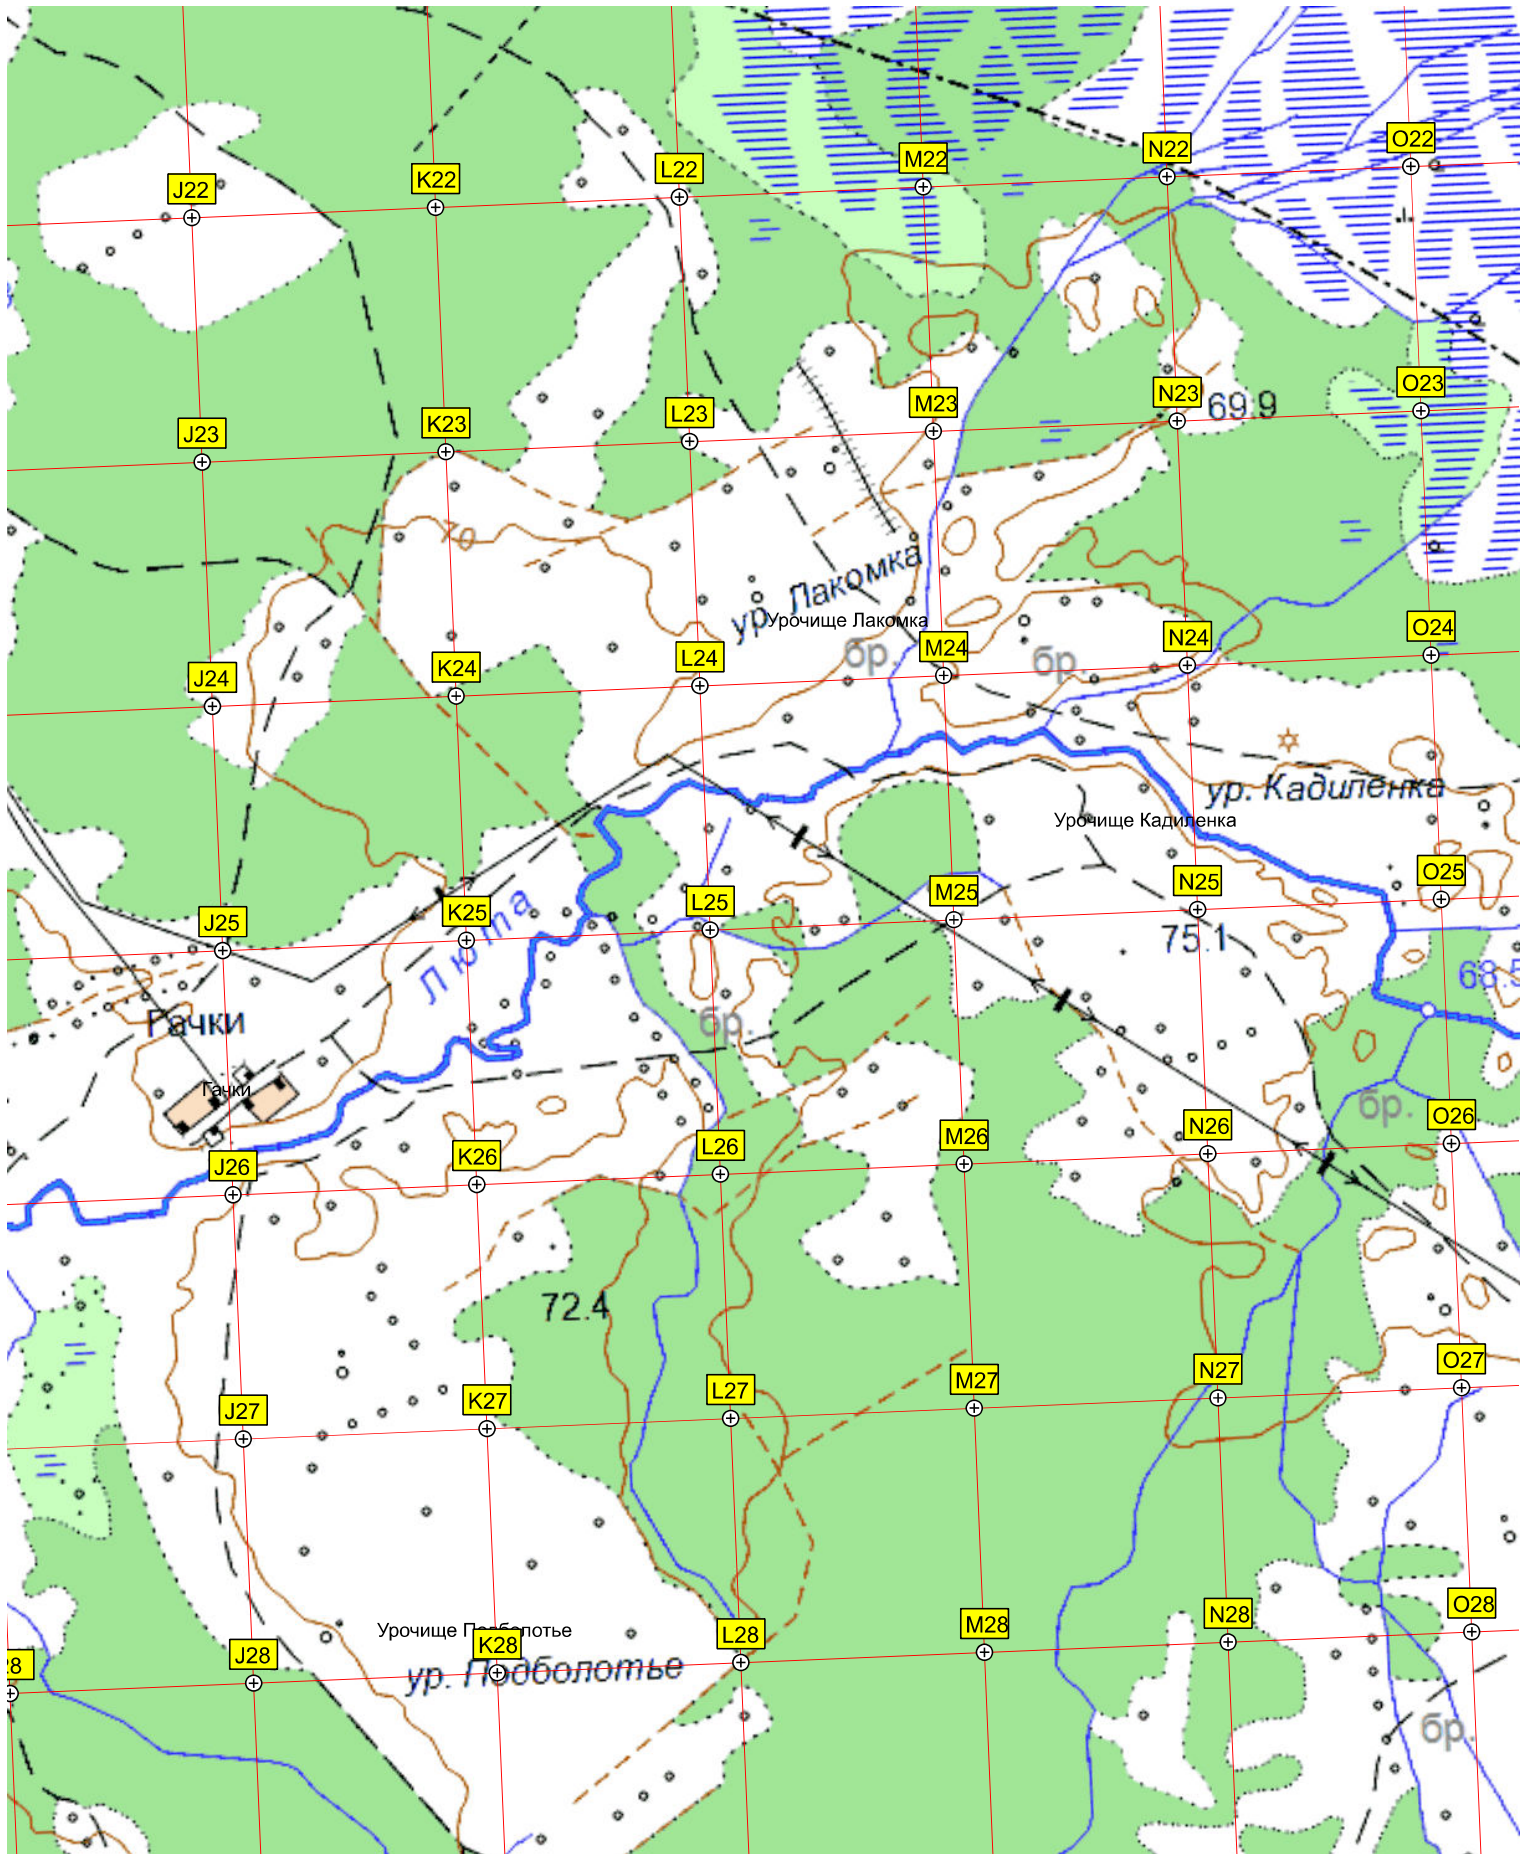 O22
N22
M22
L22
K22
J22
O23
N23
69.9
M23
L23
K23
J23
70
ур. Лакомка
Урочище Лакомка
O24
N24
M24
бр.
бр.
L24
K24
J24
ур. Кадиленка
Урочище Кадиленка
O25
N25
M25
L25
K25
J25
Люта
75.1
68.5
Гачки
бр.
Гачки
бр.
O26
N26
M26
L26
K26
J26
72.4
O27
N27
M27
L27
K27
J27
O28
N28
M28
L28
Урочище Подболотье
K28
J28
28
ур. Подболотье
бр.